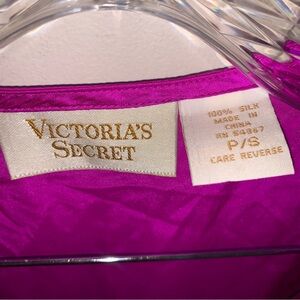 VICTORIA'S
SECRET
100% SILK
MADE IN
CHINA
RN 54867
P/S
CARE REVERSE